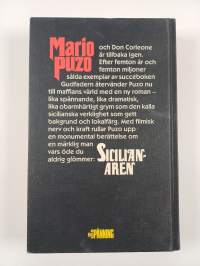 Mario Puzo och Don Corleone
är tillbaka igen.
Efter femton år och
femton miljoner
sålda exemplar av succéboken
Gudfadern återvänder Puzo nu
till maffians värld med en ny roman –
lika spännande, lika dramatisk,
lika obarmhärtigt grym som den kalla
sicilianska verklighet som gett
bakgrund och lokalfärg. Med filmisk
nerv och kraft rullar Puzo upp
en monumental berättelse om
en märklig man
vars öde du
aldrig glömmer:
SICILIAN-
AREN
SPÄNNING